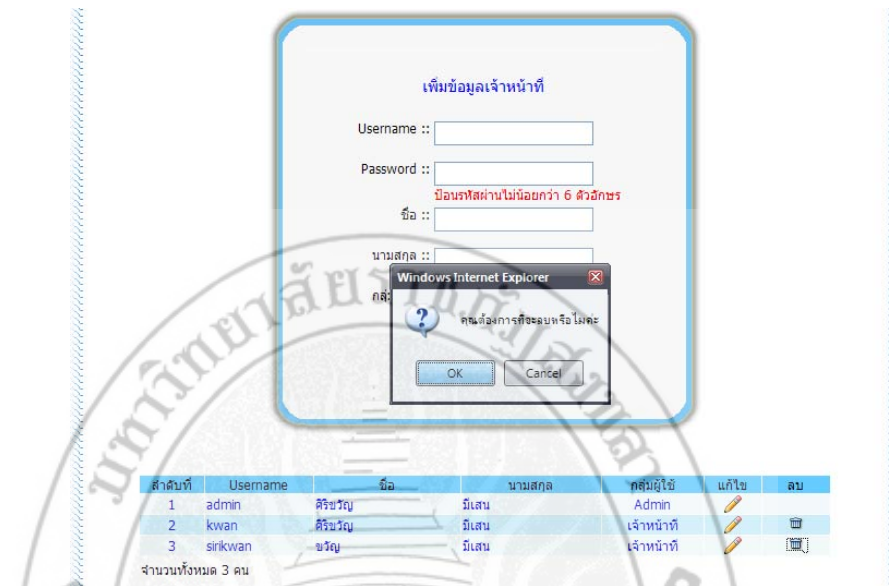 เพิ่มข้อมูลเจ้าหน้าที่
Username ::
Password ::
ป้อนรหัสผ่านไม่น้อยกว่า 6 ตัวอักษร
ชื่อ ::
นามสกุล ::
Windows Internet Explorer
คุณต้องการที่จะลบหรือไม่ค่ะ
OK Cancel
ลำดับที่ Username ชื่อ นามสกุล กลุ่มผู้ใช้ แก้ไข ลบ
1 admin ศิริขวัญ มีเสน Admin
2 kwan ศิริขวัญ มีเสน เจ้าหน้าที่
3 sirikwan ขวัญ มีเสน เจ้าหน้าที่
จำนวนทั้งหมด 3 คน